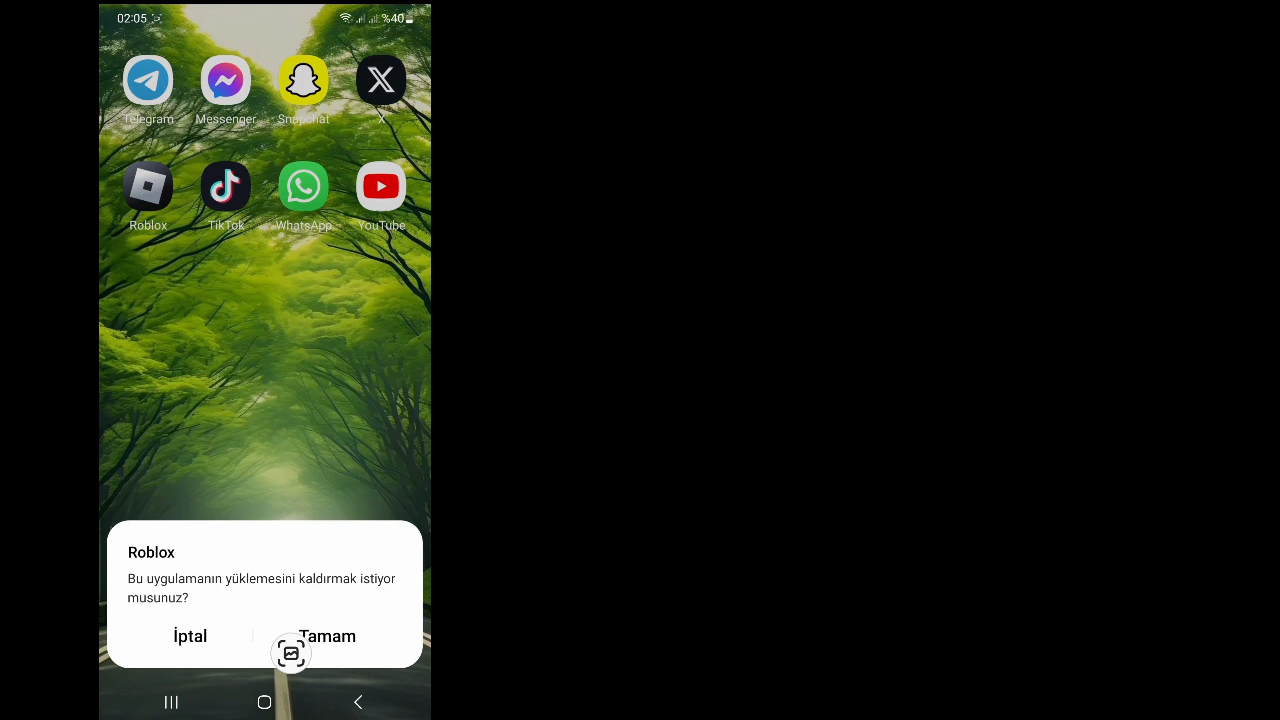 02:05 %40
Telegram Messenger Snapchat X
Roblox TikTok WhatsApp YouTube
Roblox
Bu uygulamanın yüklemesini kaldırmak istiyor
musunuz?
İptal Tamam